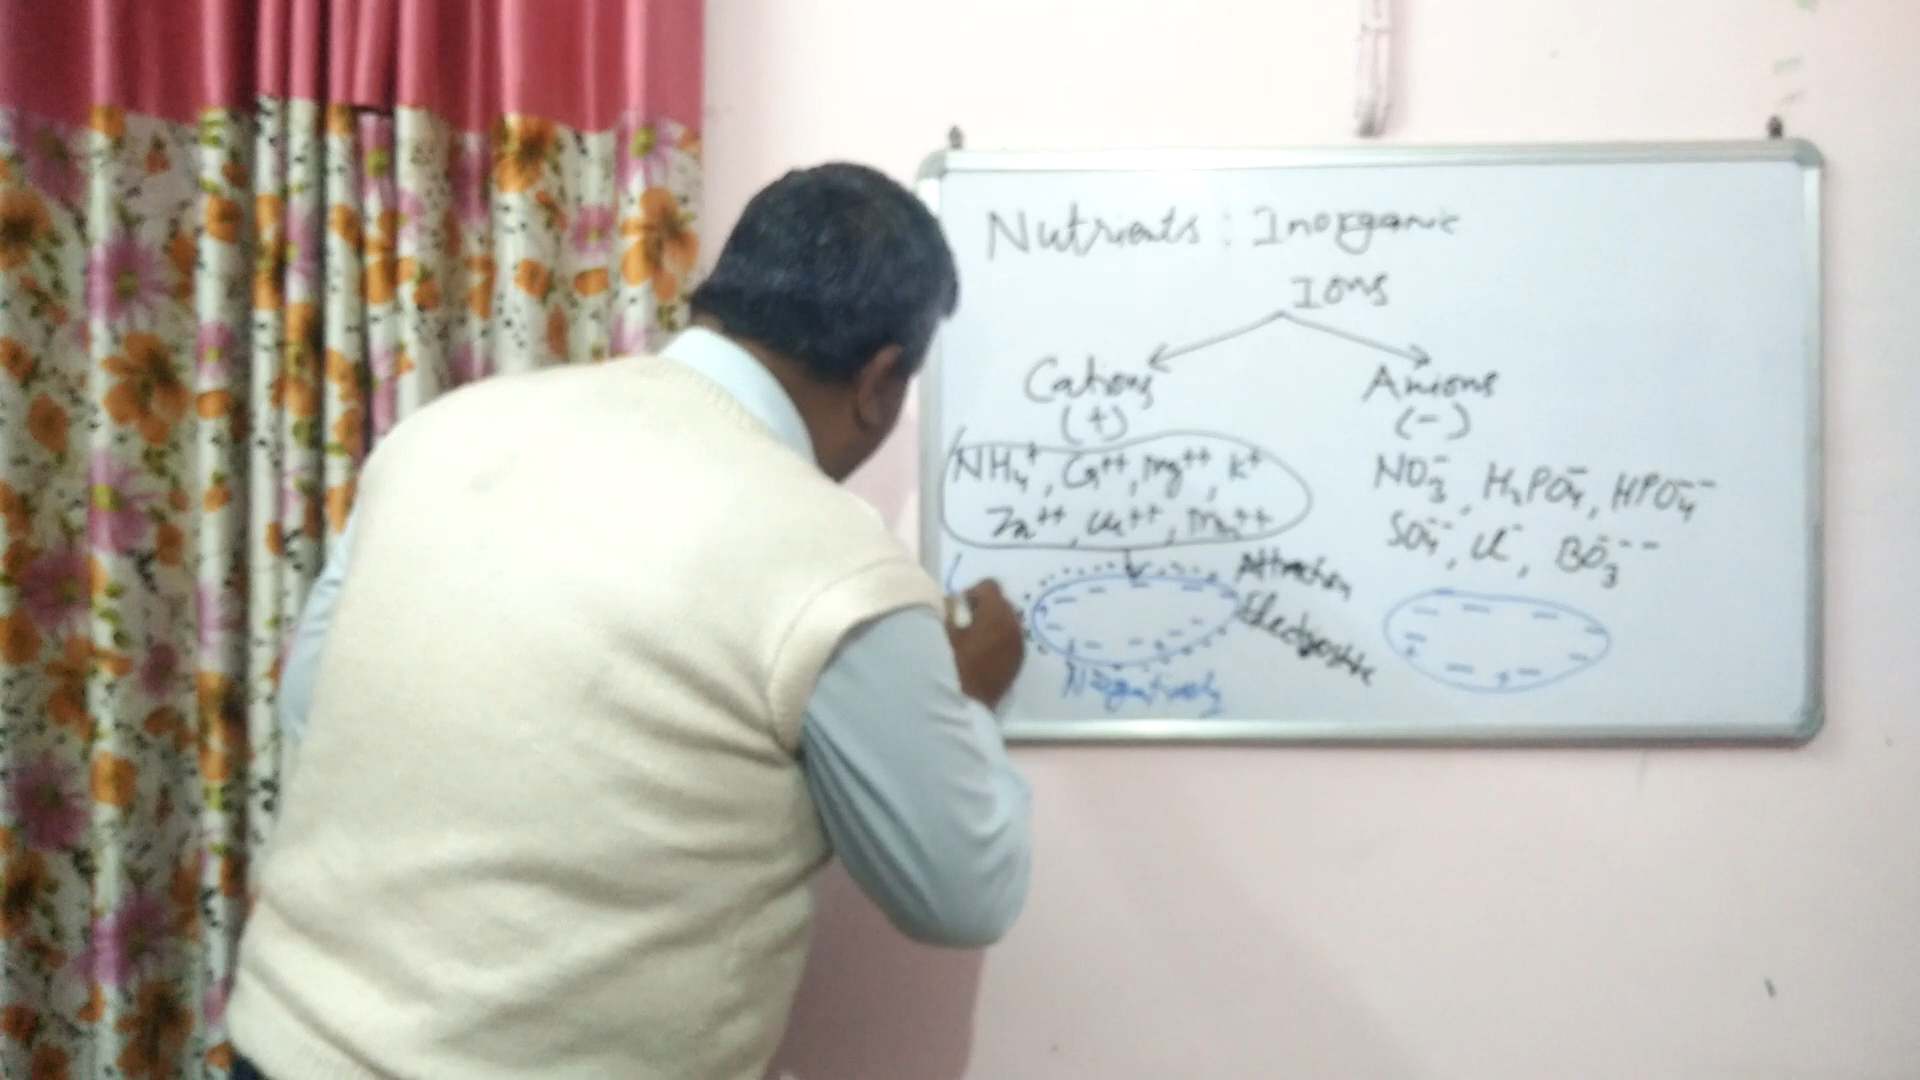 Nutrients : Inorganic
Ions
Cations
(+)
Anions
(-)
NH₄⁺, Ca⁺⁺, Mg⁺⁺, K⁺
Zn⁺⁺, Cu⁺⁺, Mn⁺⁺
NO₃⁻, H₂PO₄⁻, HPO₄⁻⁻
SO₄⁻⁻, Cl⁻, BO₃⁻⁻⁻
Attraction
Electrostatic
Negatively